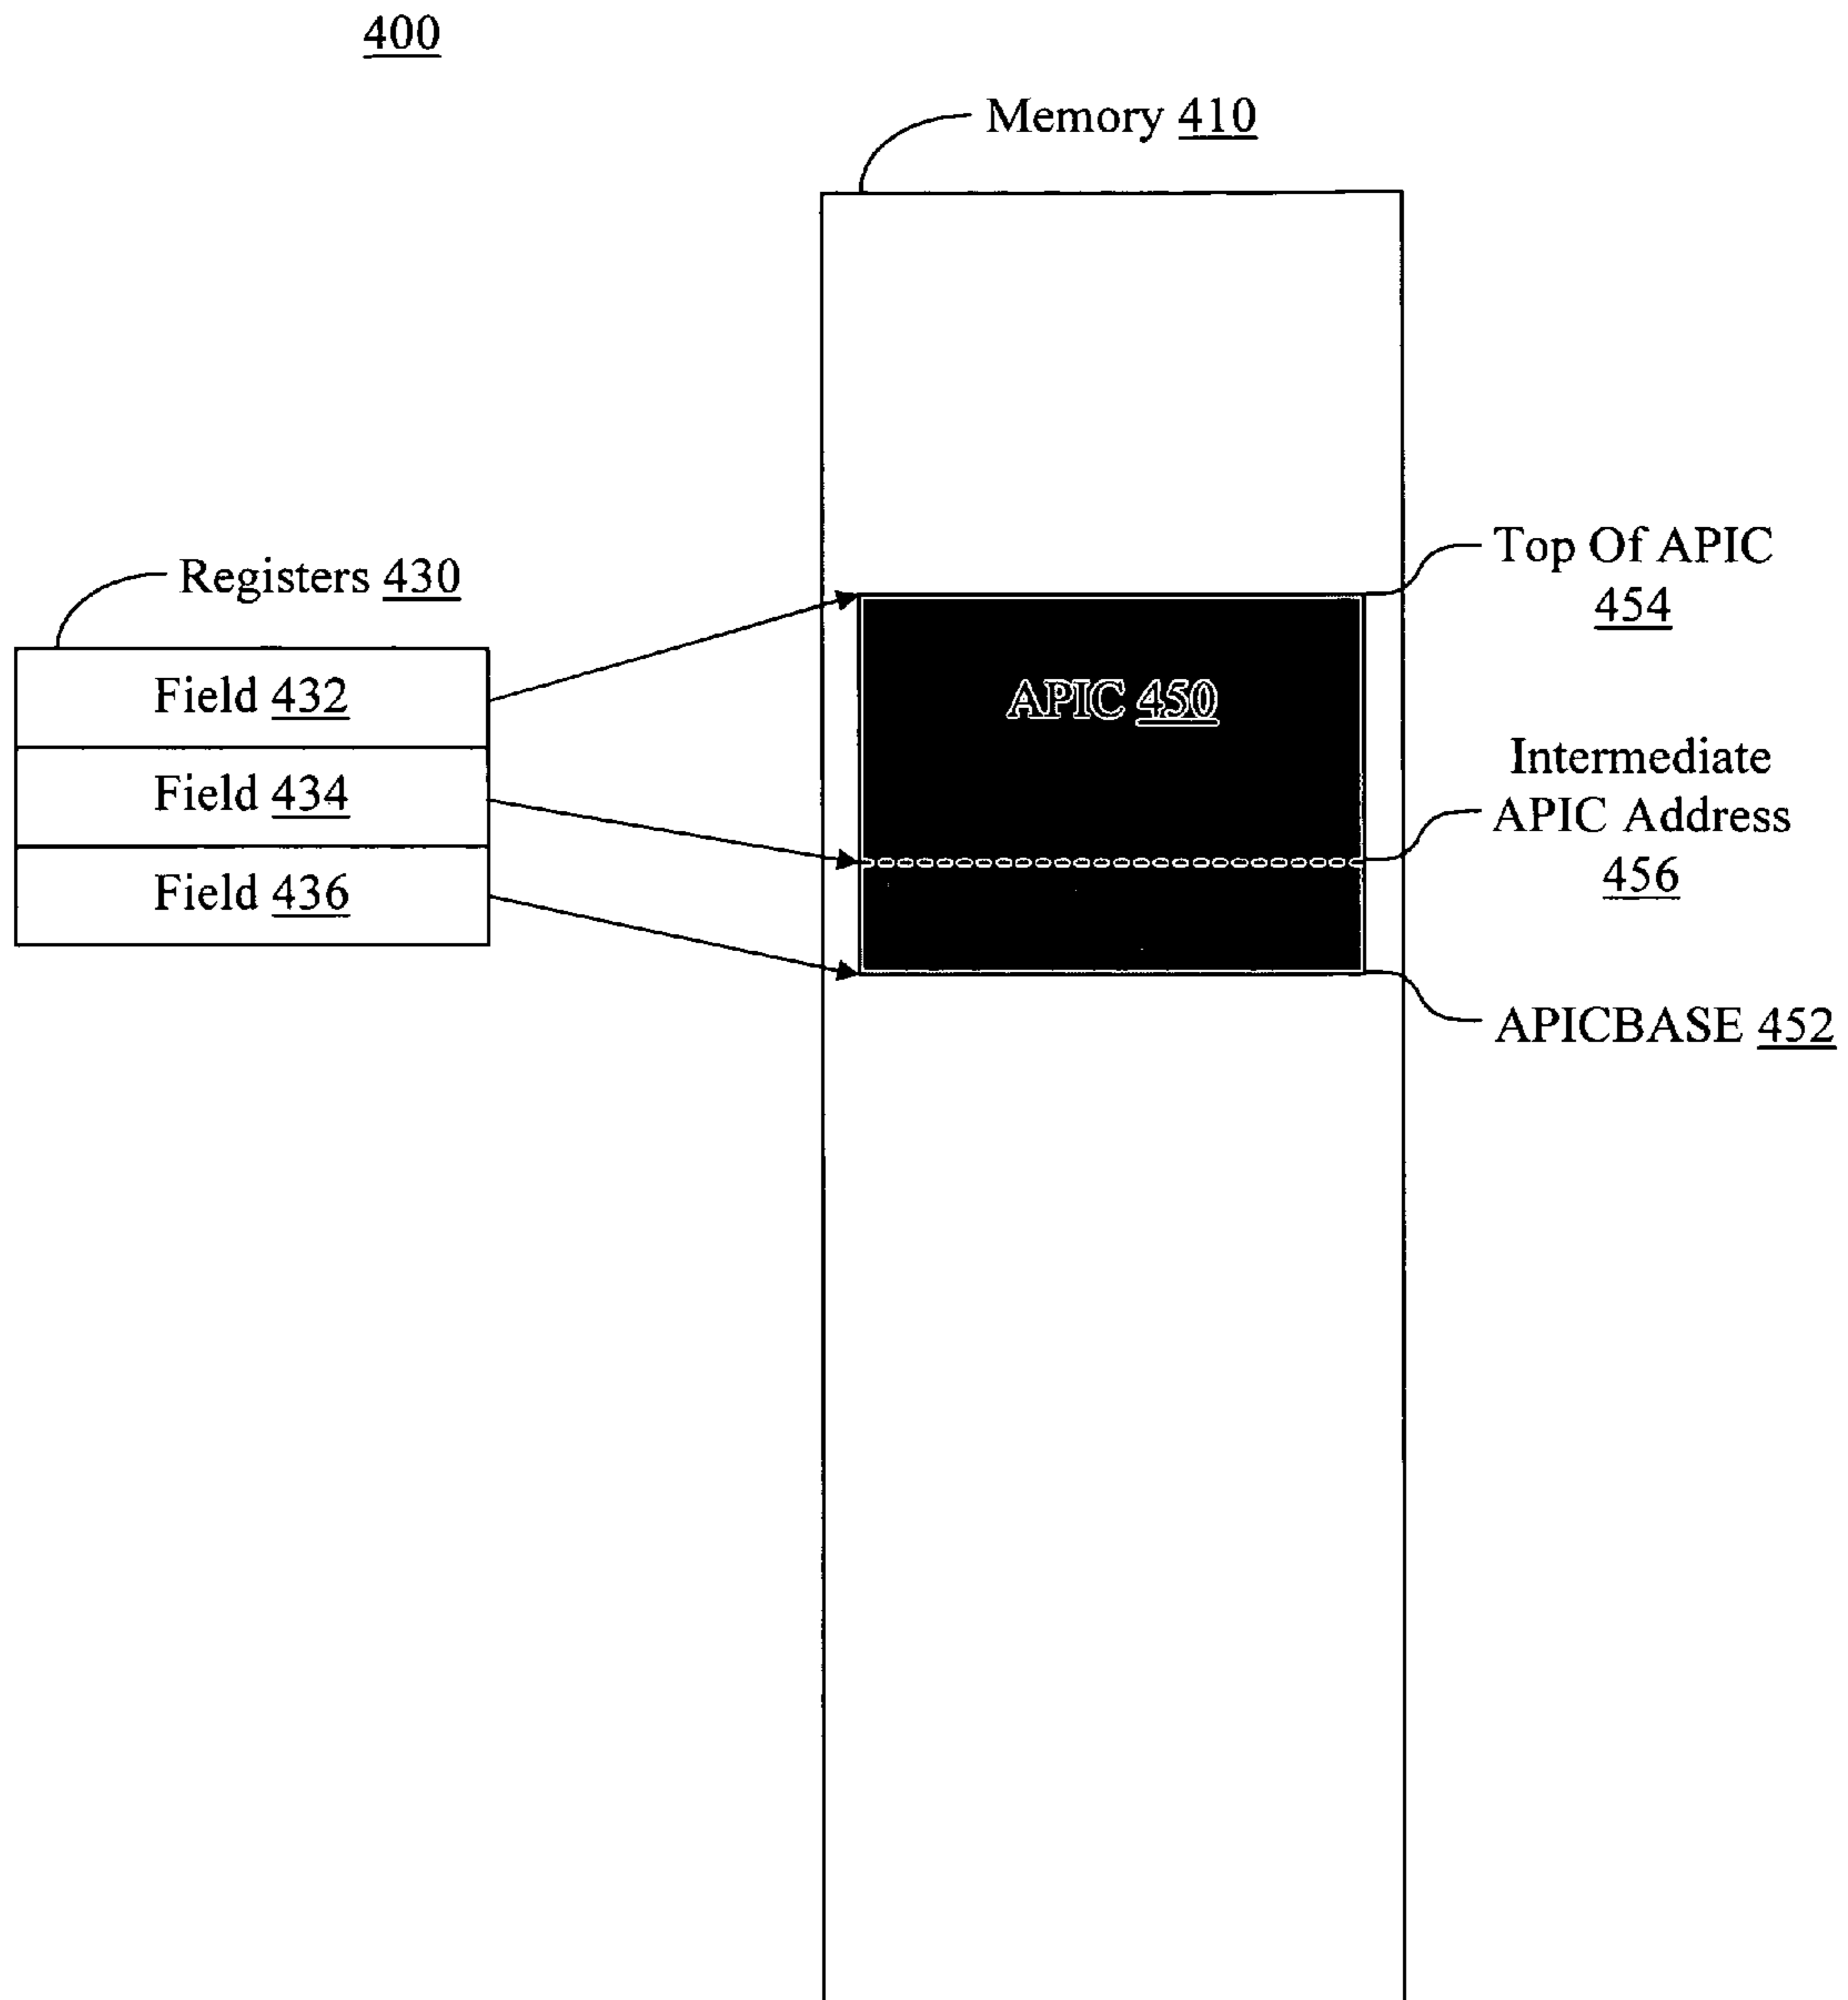 400
Memory 410
Top Of APIC
454
Registers 430
Field 432
Field 434
Field 436
APIC 450
Intermediate
APIC Address
456
APICBASE 452